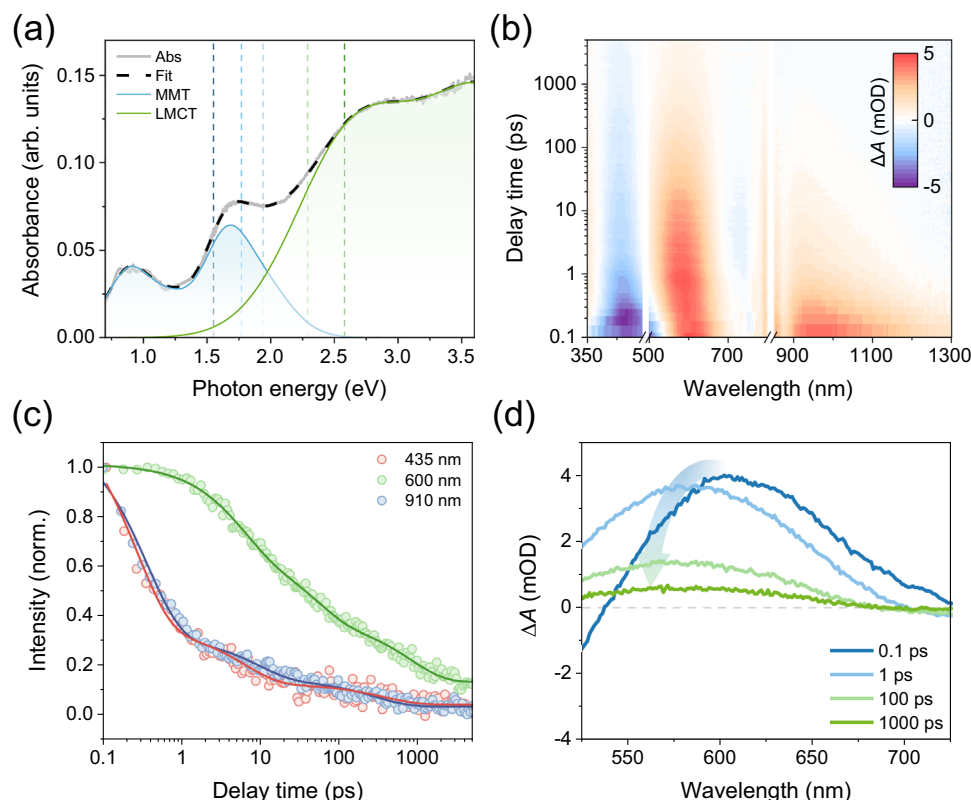 (a)
Absorbance (arb. units)
0.15
0.10
0.05
0.00
Abs
Fit
MMT
LMCT
1.0
1.5
2.0
2.5
3.0
3.5
Photon energy (eV)
(b)
Delay time (ps)
1000
100
10
1
0.1
5
0
-5
ΔA (mOD)
350
500
700
900
1100
1300
Wavelength (nm)
(c)
Intensity (norm.)
1.0
0.8
0.6
0.4
0.2
0.0
435 nm
600 nm
910 nm
0.1
1
10
100
1000
Delay time (ps)
(d)
ΔA (mOD)
4
2
0
-2
-4
0.1 ps
1 ps
100 ps
1000 ps
550
600
650
700
Wavelength (nm)